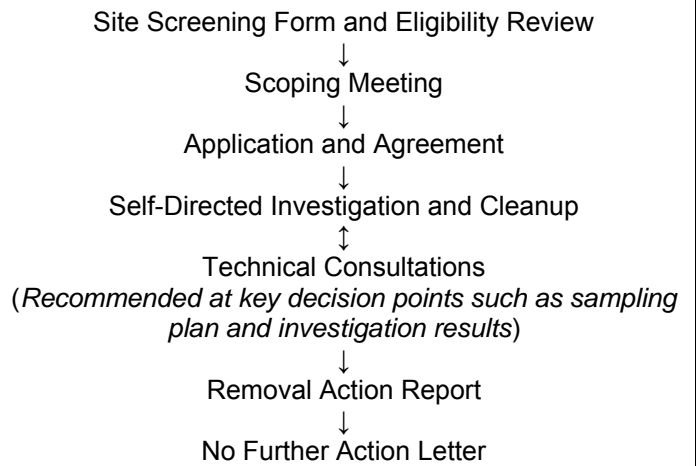 Site Screening Form and Eligibility Review
↓
Scoping Meeting
↓
Application and Agreement
↓
Self-Directed Investigation and Cleanup
↕
Technical Consultations
(Recommended at key decision points such as sampling
plan and investigation results)
↓
Removal Action Report
↓
No Further Action Letter